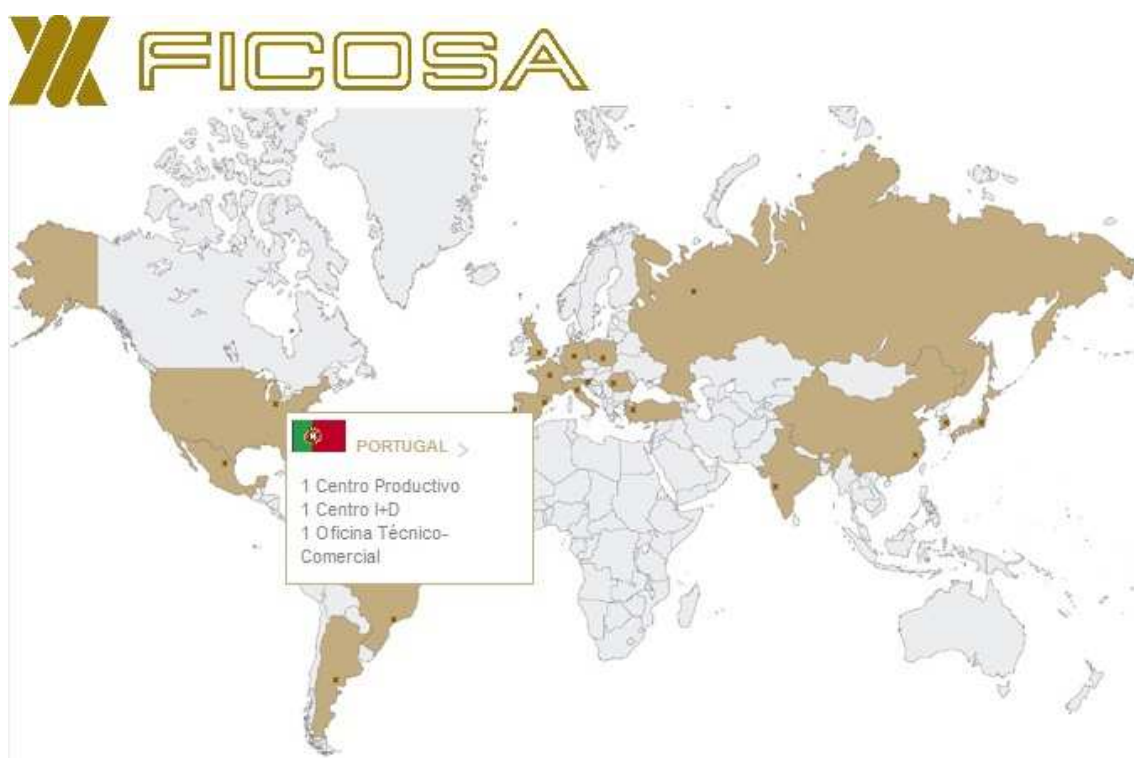 FICOSA
PORTUGAL >
1 Centro Productivo
1 Centro I+D
1 Oficina Técnico-
Comercial